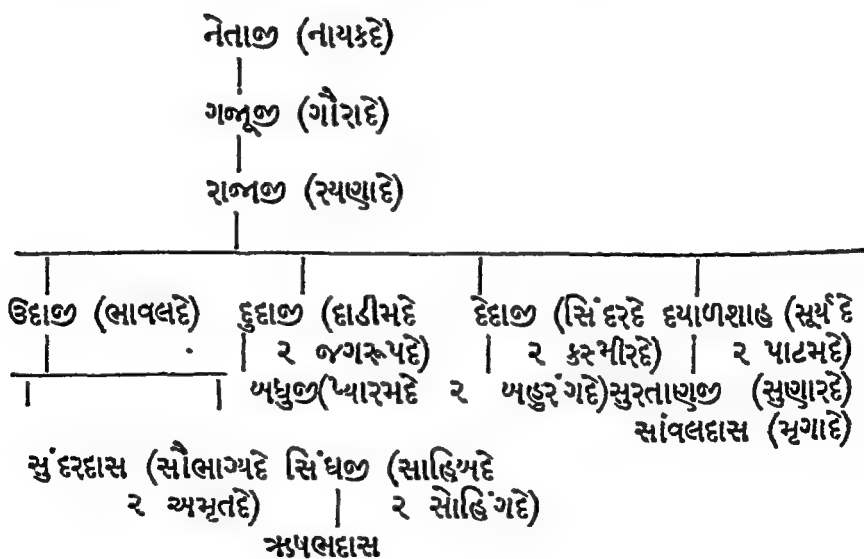 નેતાજી (નાયકદે)
ગજૂજી (ગૌરાદે)
રાજાજી (રયણાદે)
ઉદાજી (ભાવલદે) દુદાજી (દાડીમદે દેદાજી (સિંદરદે દયાળશાહ (સૂર્યદે
૨ જગરૂપદે) ૨ કસ્મીરદે) ૨ પાટમદે)
બધુજી(પ્યારમદે ૨ બહુરંગદે) સુરતાણજી (સુણારદે)
સાંવલદાસ (મૃગાદે)
સુંદરદાસ (સૌભાગ્યદે સિંઘજી (સાહિબદે
૨ અમૃતદે) ૨ સોહિંગદે)
ઋષભદાસ